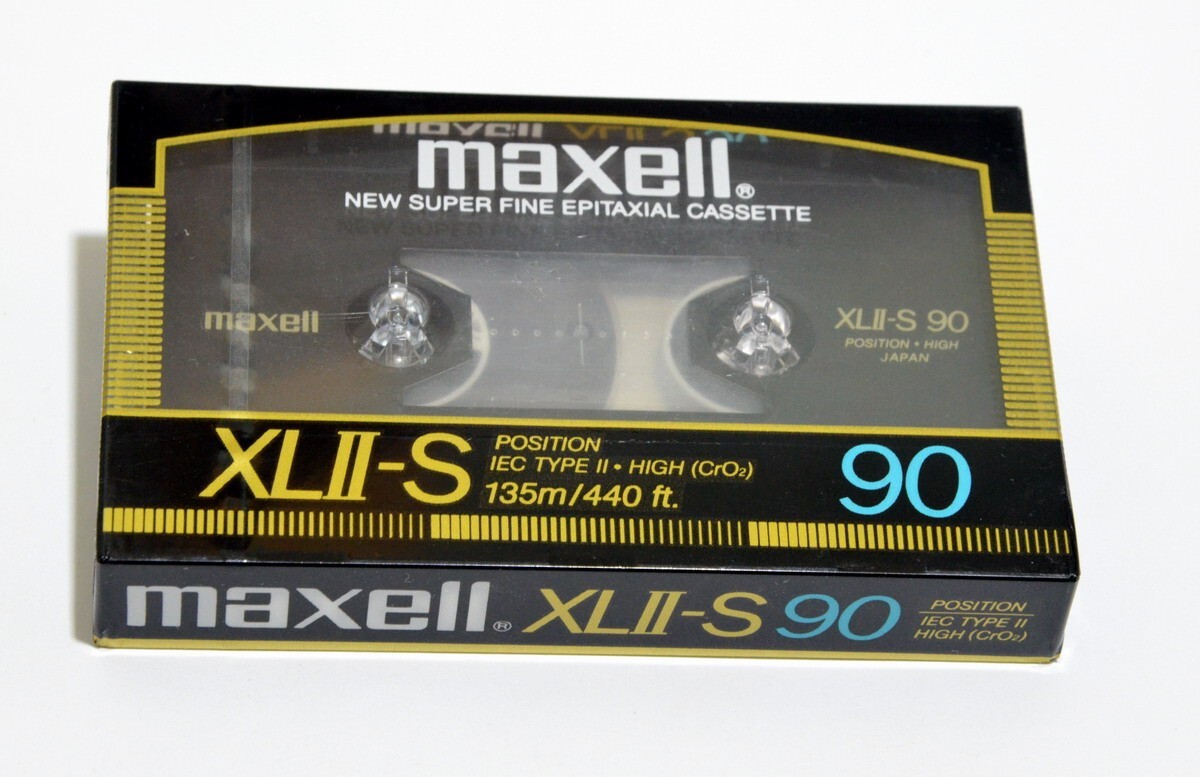 maxell®
NEW SUPER FINE EPITAXIAL CASSETTE
maxell
XLII-S 90
POSITION • HIGH
JAPAN
XLII-S
POSITION
IEC TYPE II • HIGH (CrO₂)
135m/440 ft.
90
maxell® XLII-S 90
POSITION
IEC TYPE II
HIGH (CrO₂)